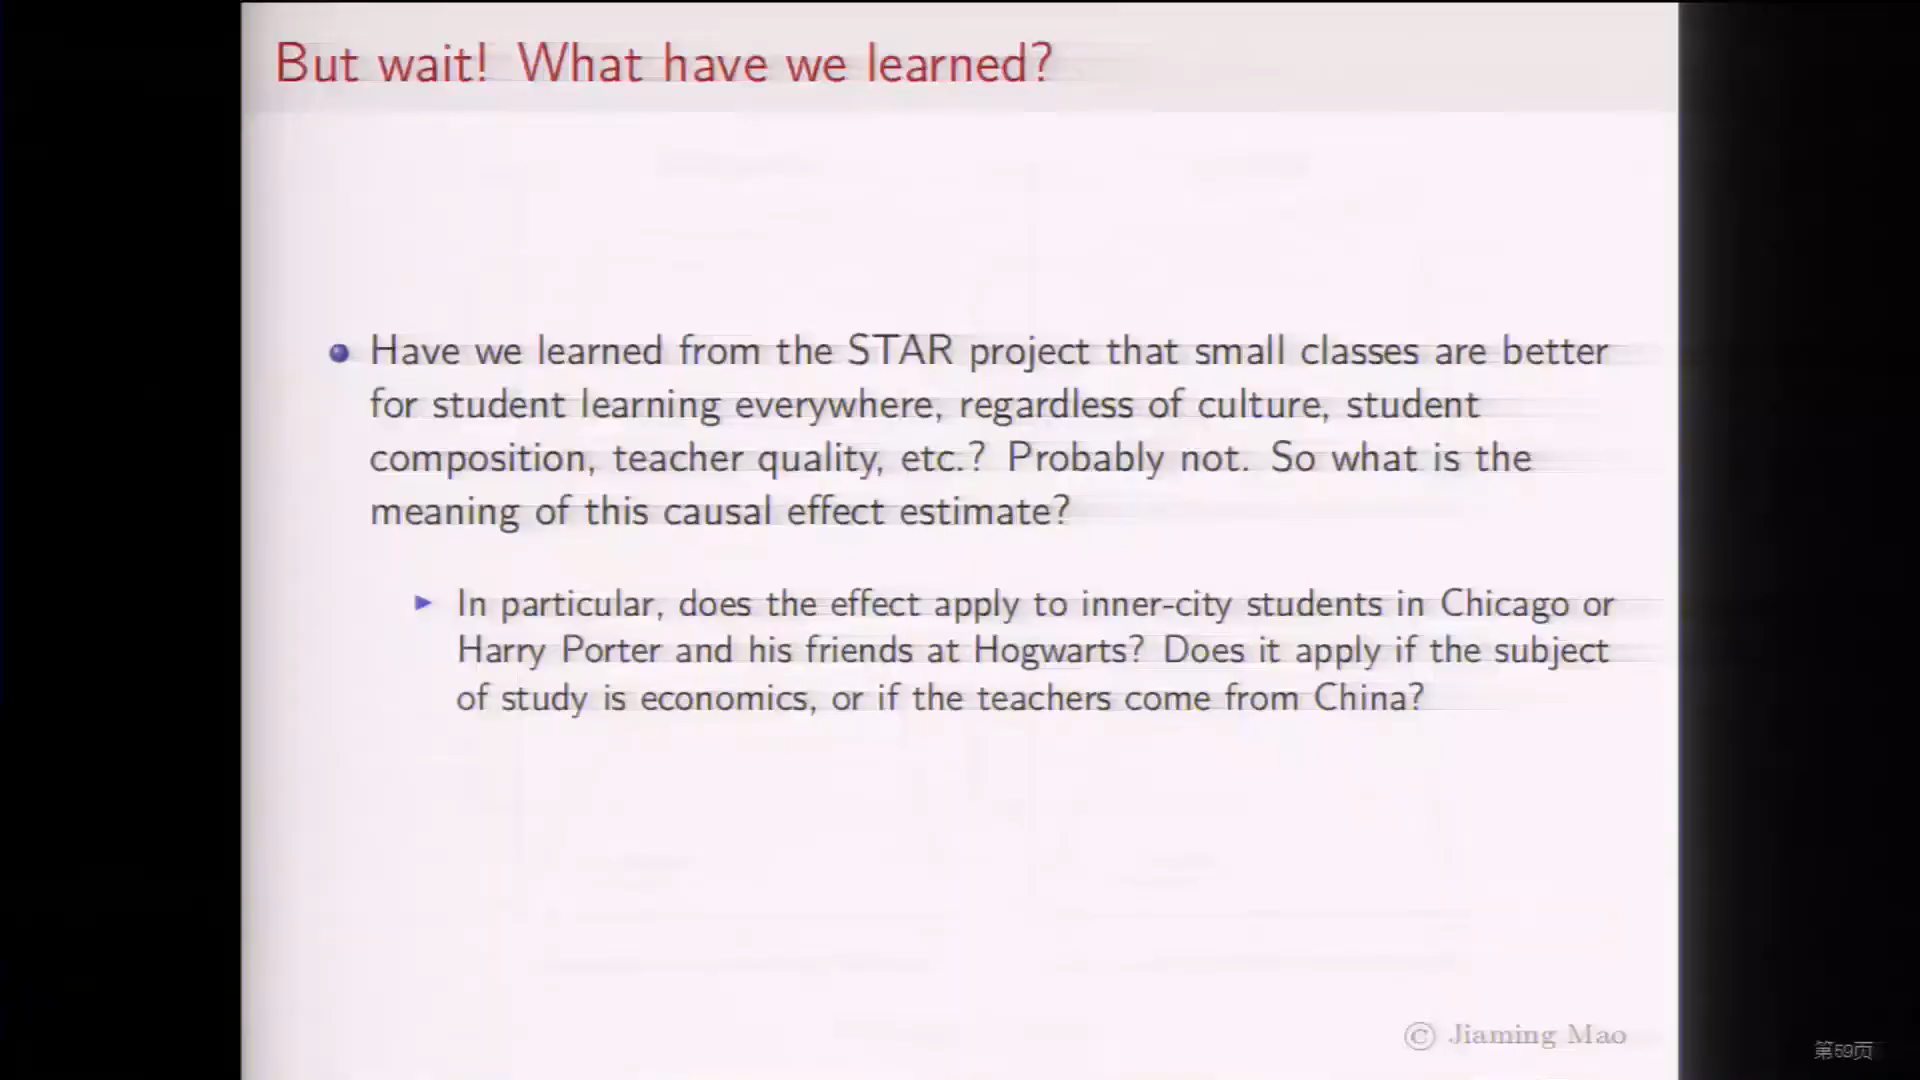 But wait! What have we learned?
Have we learned from the STAR project that small classes are better
for student learning everywhere, regardless of culture, student
composition, teacher quality, etc.? Probably not. So what is the
meaning of this causal effect estimate?
In particular, does the effect apply to inner-city students in Chicago or
Harry Porter and his friends at Hogwarts? Does it apply if the subject
of study is economics, or if the teachers come from China?
© Jiaming Mao
第59页